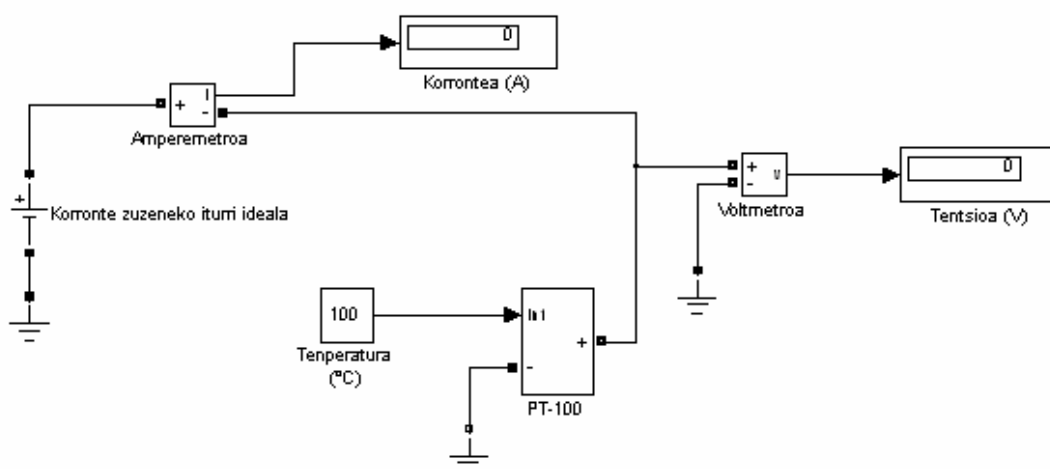 0
Korrontea (A)
+ I
-
Amperemetroa
+
Korronte zuzeneko iturri ideala
+ v
-
Voltmetroa
0
Tentsioa (V)
100
Tenperatura
(ºC)
In1
+
-
PT-100